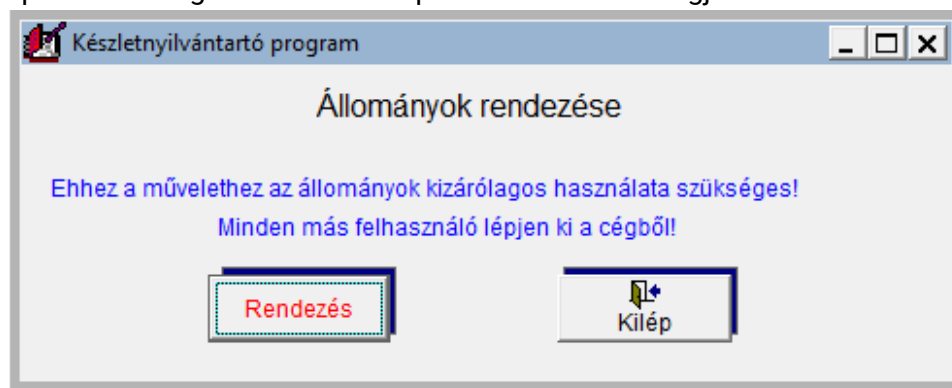 Készletnyilvántartó program
Állományok rendezése
Ehhez a művelethez az állományok kizárólagos használata szükséges!
Minden más felhasználó lépjen ki a cégből!
Rendezés
Kilép